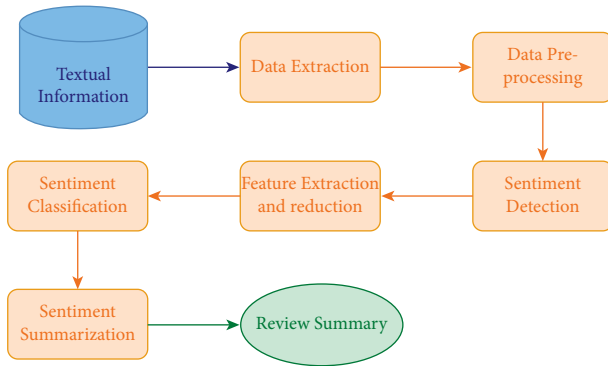 Textual
Information
Data Extraction
Data Pre-
processing
Sentiment
Detection
Feature Extraction
and reduction
Sentiment
Classification
Sentiment
Summarization
Review Summary